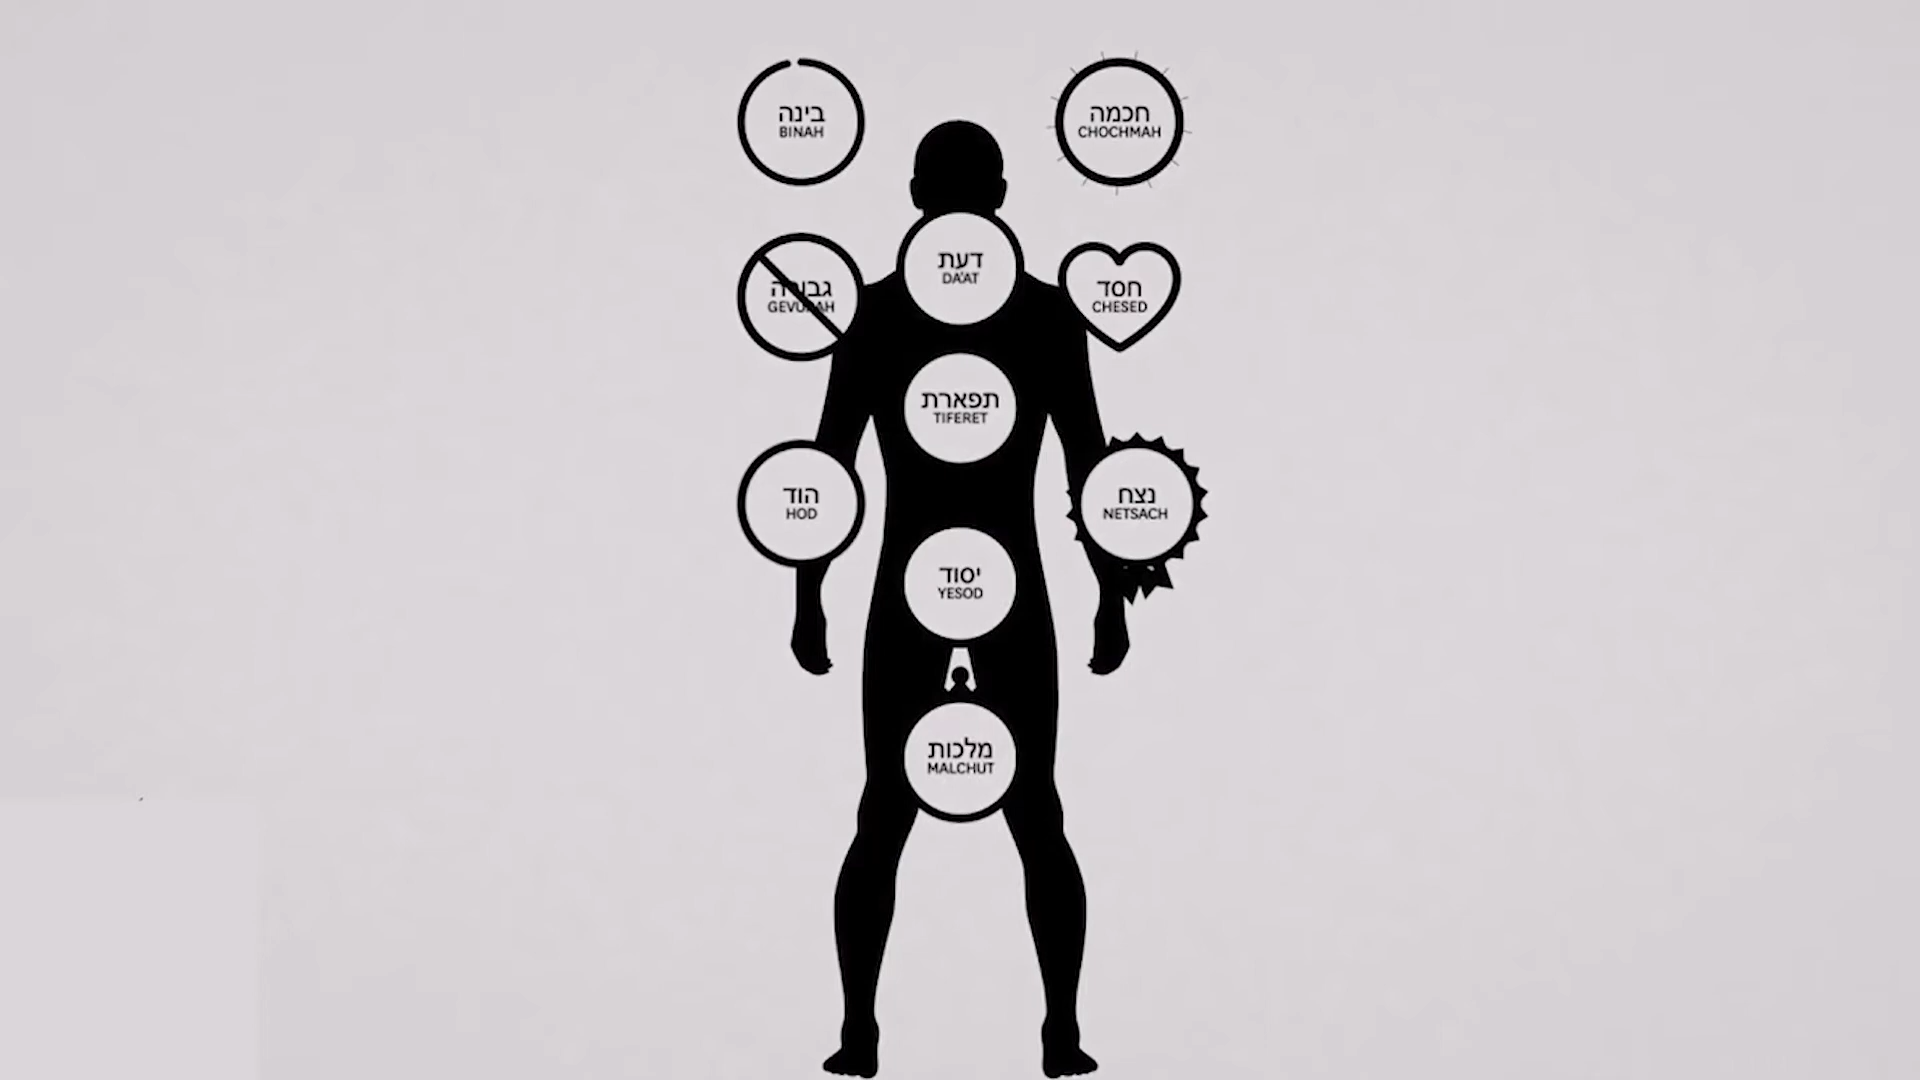 בינה
BINAH
חכמה
CHOCHMAH
דעת
DA'AT
גבורה
GEVURAH
חסד
CHESED
תפארת
TIFERET
הוד
HOD
נצח
NETSACH
יסוד
YESOD
מלכות
MALCHUT